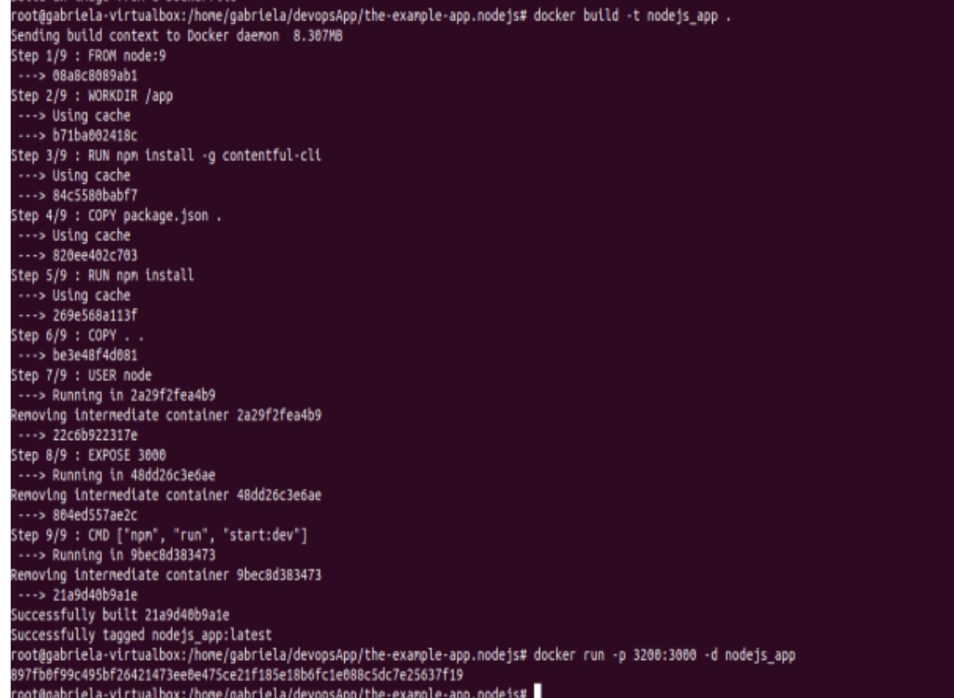 root@gabriela-virtualbox:/home/gabriela/devopsApp/the-example-app.nodejs# docker build -t nodejs_app .
Sending build context to Docker daemon  8.307MB
Step 1/9 : FROM node:9
 ---> 08a8c8089ab1
Step 2/9 : WORKDIR /app
 ---> Using cache
 ---> b71ba002418c
Step 3/9 : RUN npm install -g contentful-cli
 ---> Using cache
 ---> 84c5580babf7
Step 4/9 : COPY package.json .
 ---> Using cache
 ---> 820ee402c703
Step 5/9 : RUN npm install
 ---> Using cache
 ---> 269e568a113f
Step 6/9 : COPY . .
 ---> be3e48f4d081
Step 7/9 : USER node
 ---> Running in 2a29f2fea4b9
Removing intermediate container 2a29f2fea4b9
 ---> 22c6b922317e
Step 8/9 : EXPOSE 3000
 ---> Running in 48dd26c3e6ae
Removing intermediate container 48dd26c3e6ae
 ---> 804ed557ae2c
Step 9/9 : CMD ["npm", "run", "start:dev"]
 ---> Running in 9bec8d383473
Removing intermediate container 9bec8d383473
 ---> 21a9d40b9a1e
Successfully built 21a9d40b9a1e
Successfully tagged nodejs_app:latest
root@gabriela-virtualbox:/home/gabriela/devopsApp/the-example-app.nodejs# docker run -p 3200:3000 -d nodejs_app
897fb0f99c495bf26421473ee0e475ce21f185e18b6fc1e088c5dc7e25637f19
root@gabriela-virtualbox:/home/gabriela/devopsApp/the-example-app.nodejs#